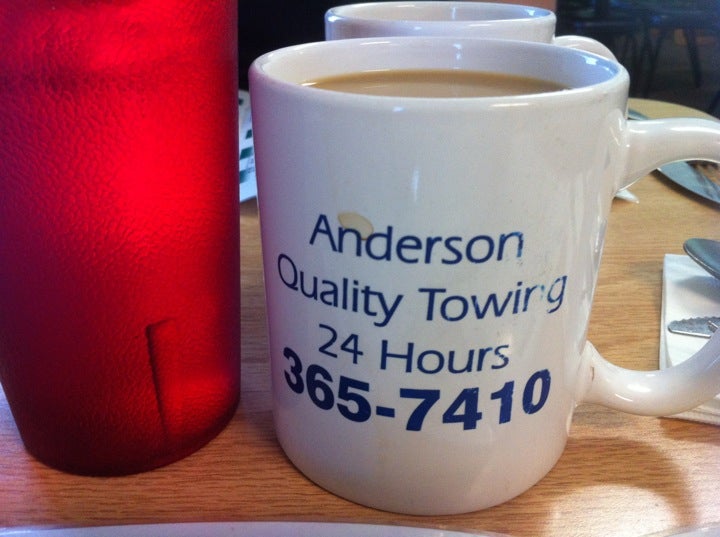 Anderson
Quality Towing
24 Hours
365-7410